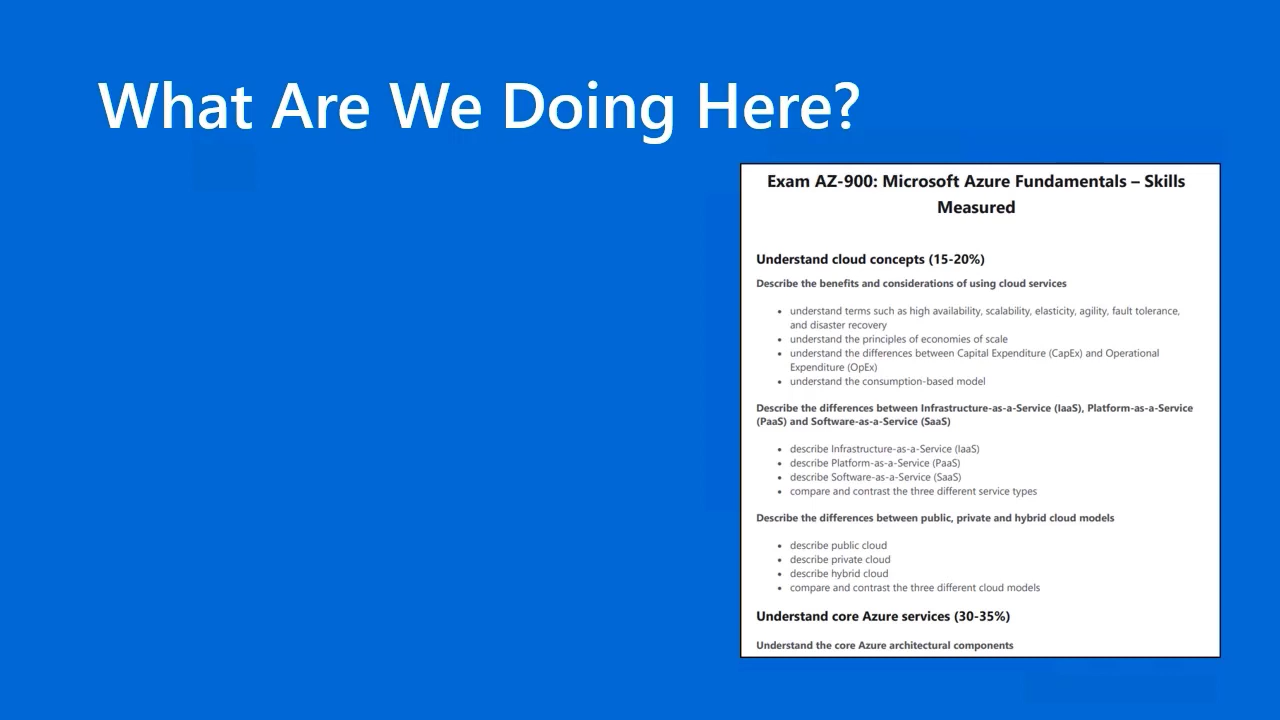 What Are We Doing Here?
Exam AZ-900: Microsoft Azure Fundamentals – Skills
Measured
Understand cloud concepts (15-20%)
Describe the benefits and considerations of using cloud services
• understand terms such as high availability, scalability, elasticity, agility, fault tolerance,
and disaster recovery
• understand the principles of economies of scale
• understand the differences between Capital Expenditure (CapEx) and Operational
Expenditure (OpEx)
• understand the consumption-based model
Describe the differences between Infrastructure-as-a-Service (IaaS), Platform-as-a-Service
(PaaS) and Software-as-a-Service (SaaS)
• describe Infrastructure-as-a-Service (IaaS)
• describe Platform-as-a-Service (PaaS)
• describe Software-as-a-Service (SaaS)
• compare and contrast the three different service types
Describe the differences between public, private and hybrid cloud models
• describe public cloud
• describe private cloud
• describe hybrid cloud
• compare and contrast the three different cloud models
Understand core Azure services (30-35%)
Understand the core Azure architectural components